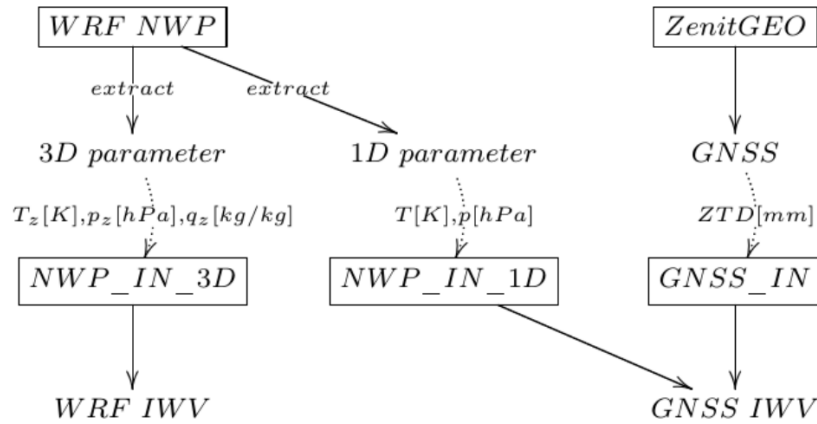 WRF NWP ZenitGEO
extract extract
3D parameter 1D parameter GNSS
T_z[K],p_z[hPa],q_z[kg/kg] T[K],p[hPa] ZTD[mm]
NWP_IN_3D NWP_IN_1D GNSS_IN
WRF IWV GNSS IWV